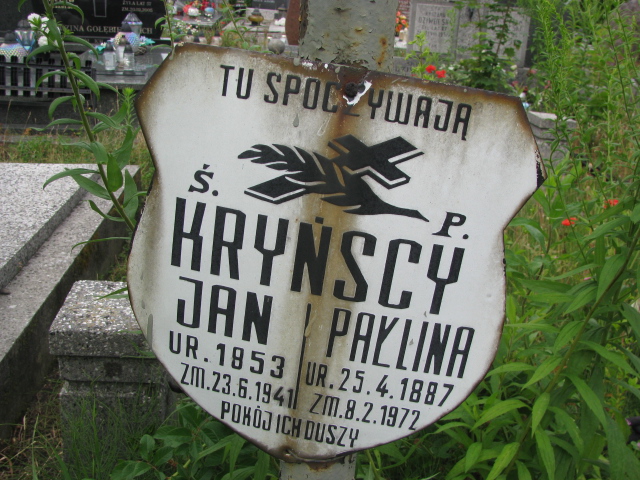 TU SPOCZYWAJĄ
Ś. P.
KRYŃSCY
JAN PAŁLINA
UR. 1853 UR. 25.4.1887
ZM. 23.6.1941 ZM. 8.2.1972
POKÓJ ICH DUSZY